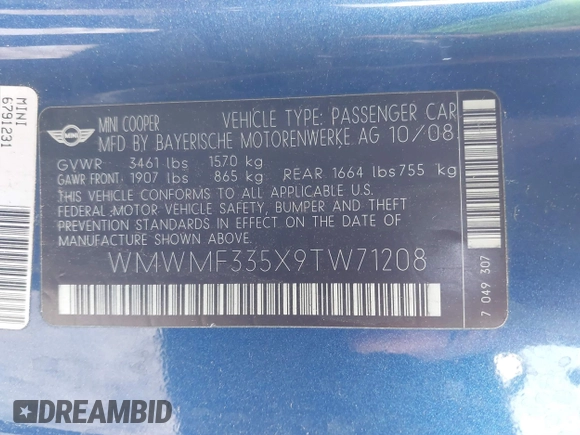 MINI
6791231
MINI COOPER VEHICLE TYPE: PASSENGER CAR
MFD BY BAYERISCHE MOTORENWERKE AG 10/08
GVWR 3461 lbs 1570 kg
GAWR FRONT 1907 lbs 865 kg REAR 1664 lbs 755 kg
THIS VEHICLE CONFORMS TO ALL APPLICABLE U.S.
FEDERAL MOTOR VEHICLE SAFETY, BUMPER AND THEFT
PREVENTION STANDARDS IN EFFECT ON THE DATE OF
MANUFACTURE SHOWN ABOVE.
WMWMF335X9TW71208
7 049 307
DREAMBID